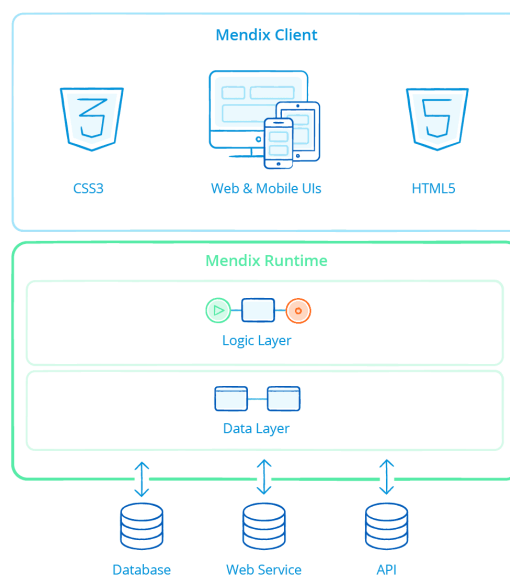 Mendix Client
CSS3
Web & Mobile UIs
HTML5
Mendix Runtime
Logic Layer
Data Layer
Database
Web Service
API